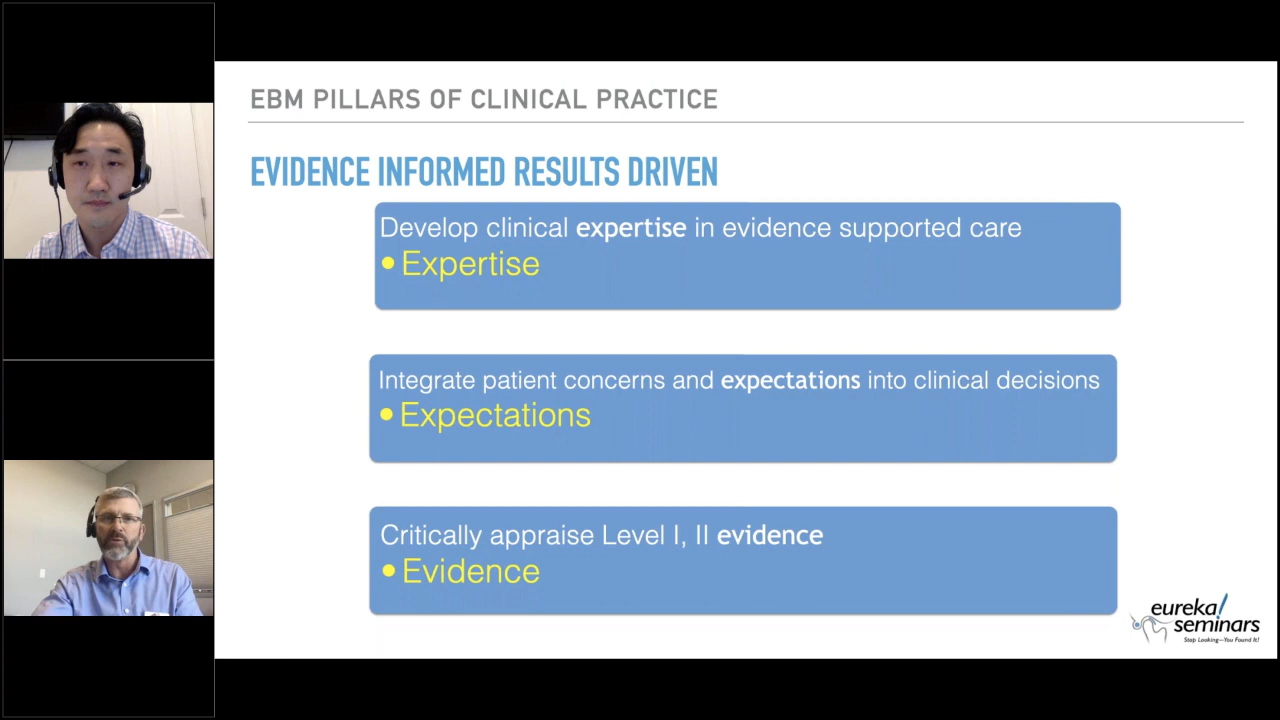 EBM PILLARS OF CLINICAL PRACTICE
EVIDENCE INFORMED RESULTS DRIVEN
Develop clinical expertise in evidence supported care
• Expertise
Integrate patient concerns and expectations into clinical decisions
• Expectations
Critically appraise Level I, II evidence
• Evidence
eureka!
seminars
Stop Looking—You Found It!